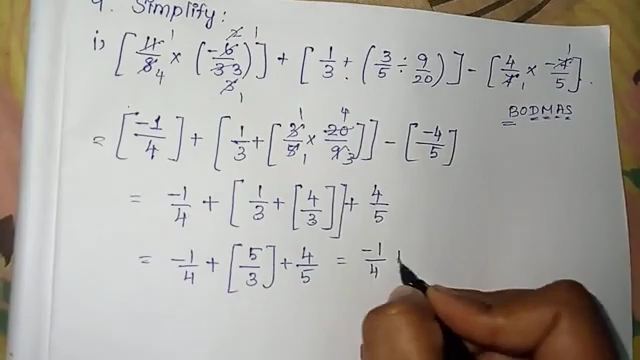 9. Simplify:
i) [11/8 × (-6/33)] + [1/3 + (3/5 ÷ 9/20)] - [4/7 × -7/5].
BODMAS
= [-1/4] + [1/3 + [3/5 × 20/9]] - [-4/5]
= -1/4 + [1/3 + [4/3]] + 4/5
= -1/4 + [5/3] + 4/5 = -1/4